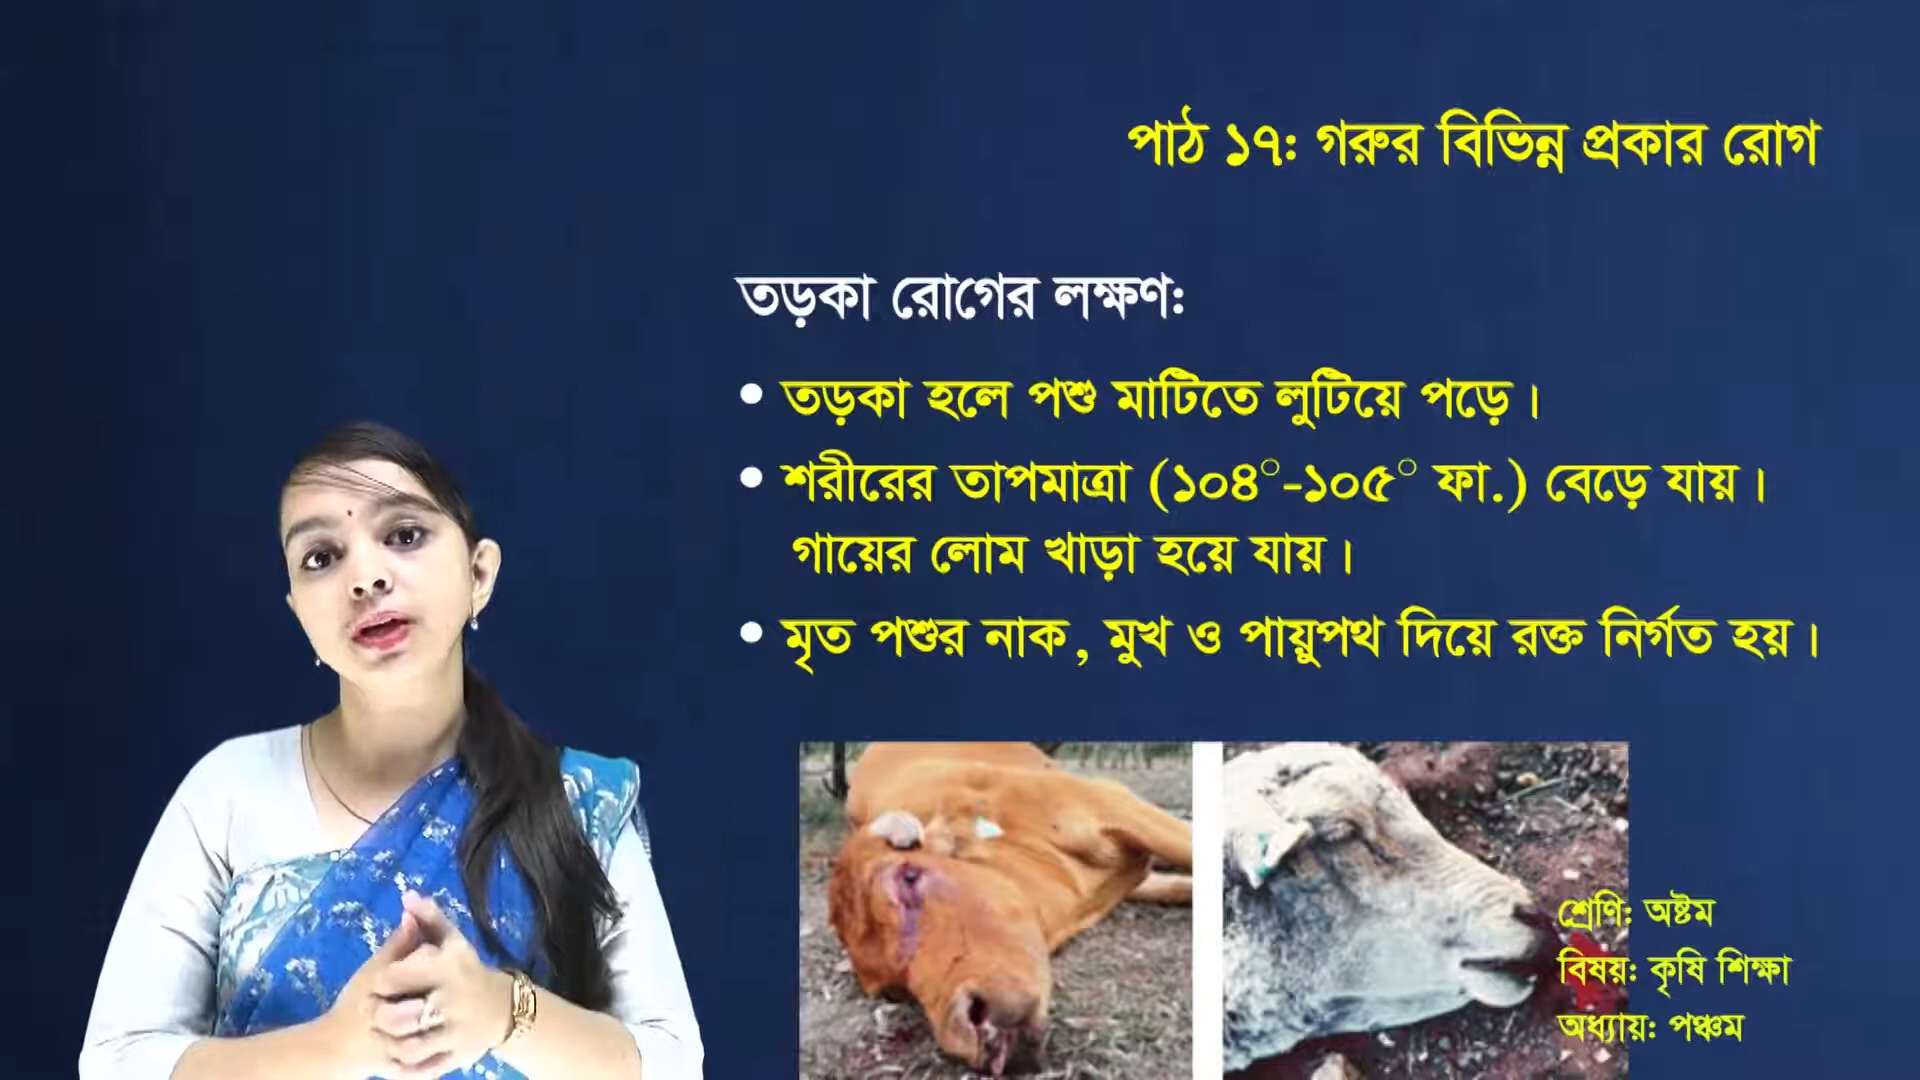 পাঠ ১৭: গরুর বিভিন্ন প্রকার রোগ
তড়কা রোগের লক্ষণ:
• তড়কা হলে পশু মাটিতে লুটিয়ে পড়ে।
• শরীরের তাপমাত্রা (১০৪°-১০৫° ফা.) বেড়ে যায়।
গায়ের লোম খাড়া হয়ে যায়।
• মৃত পশুর নাক, মুখ ও পায়ুপথ দিয়ে রক্ত নির্গত হয়।
শ্রেণি: অষ্টম
বিষয়: কৃষি শিক্ষা
অধ্যায়: পঞ্চম